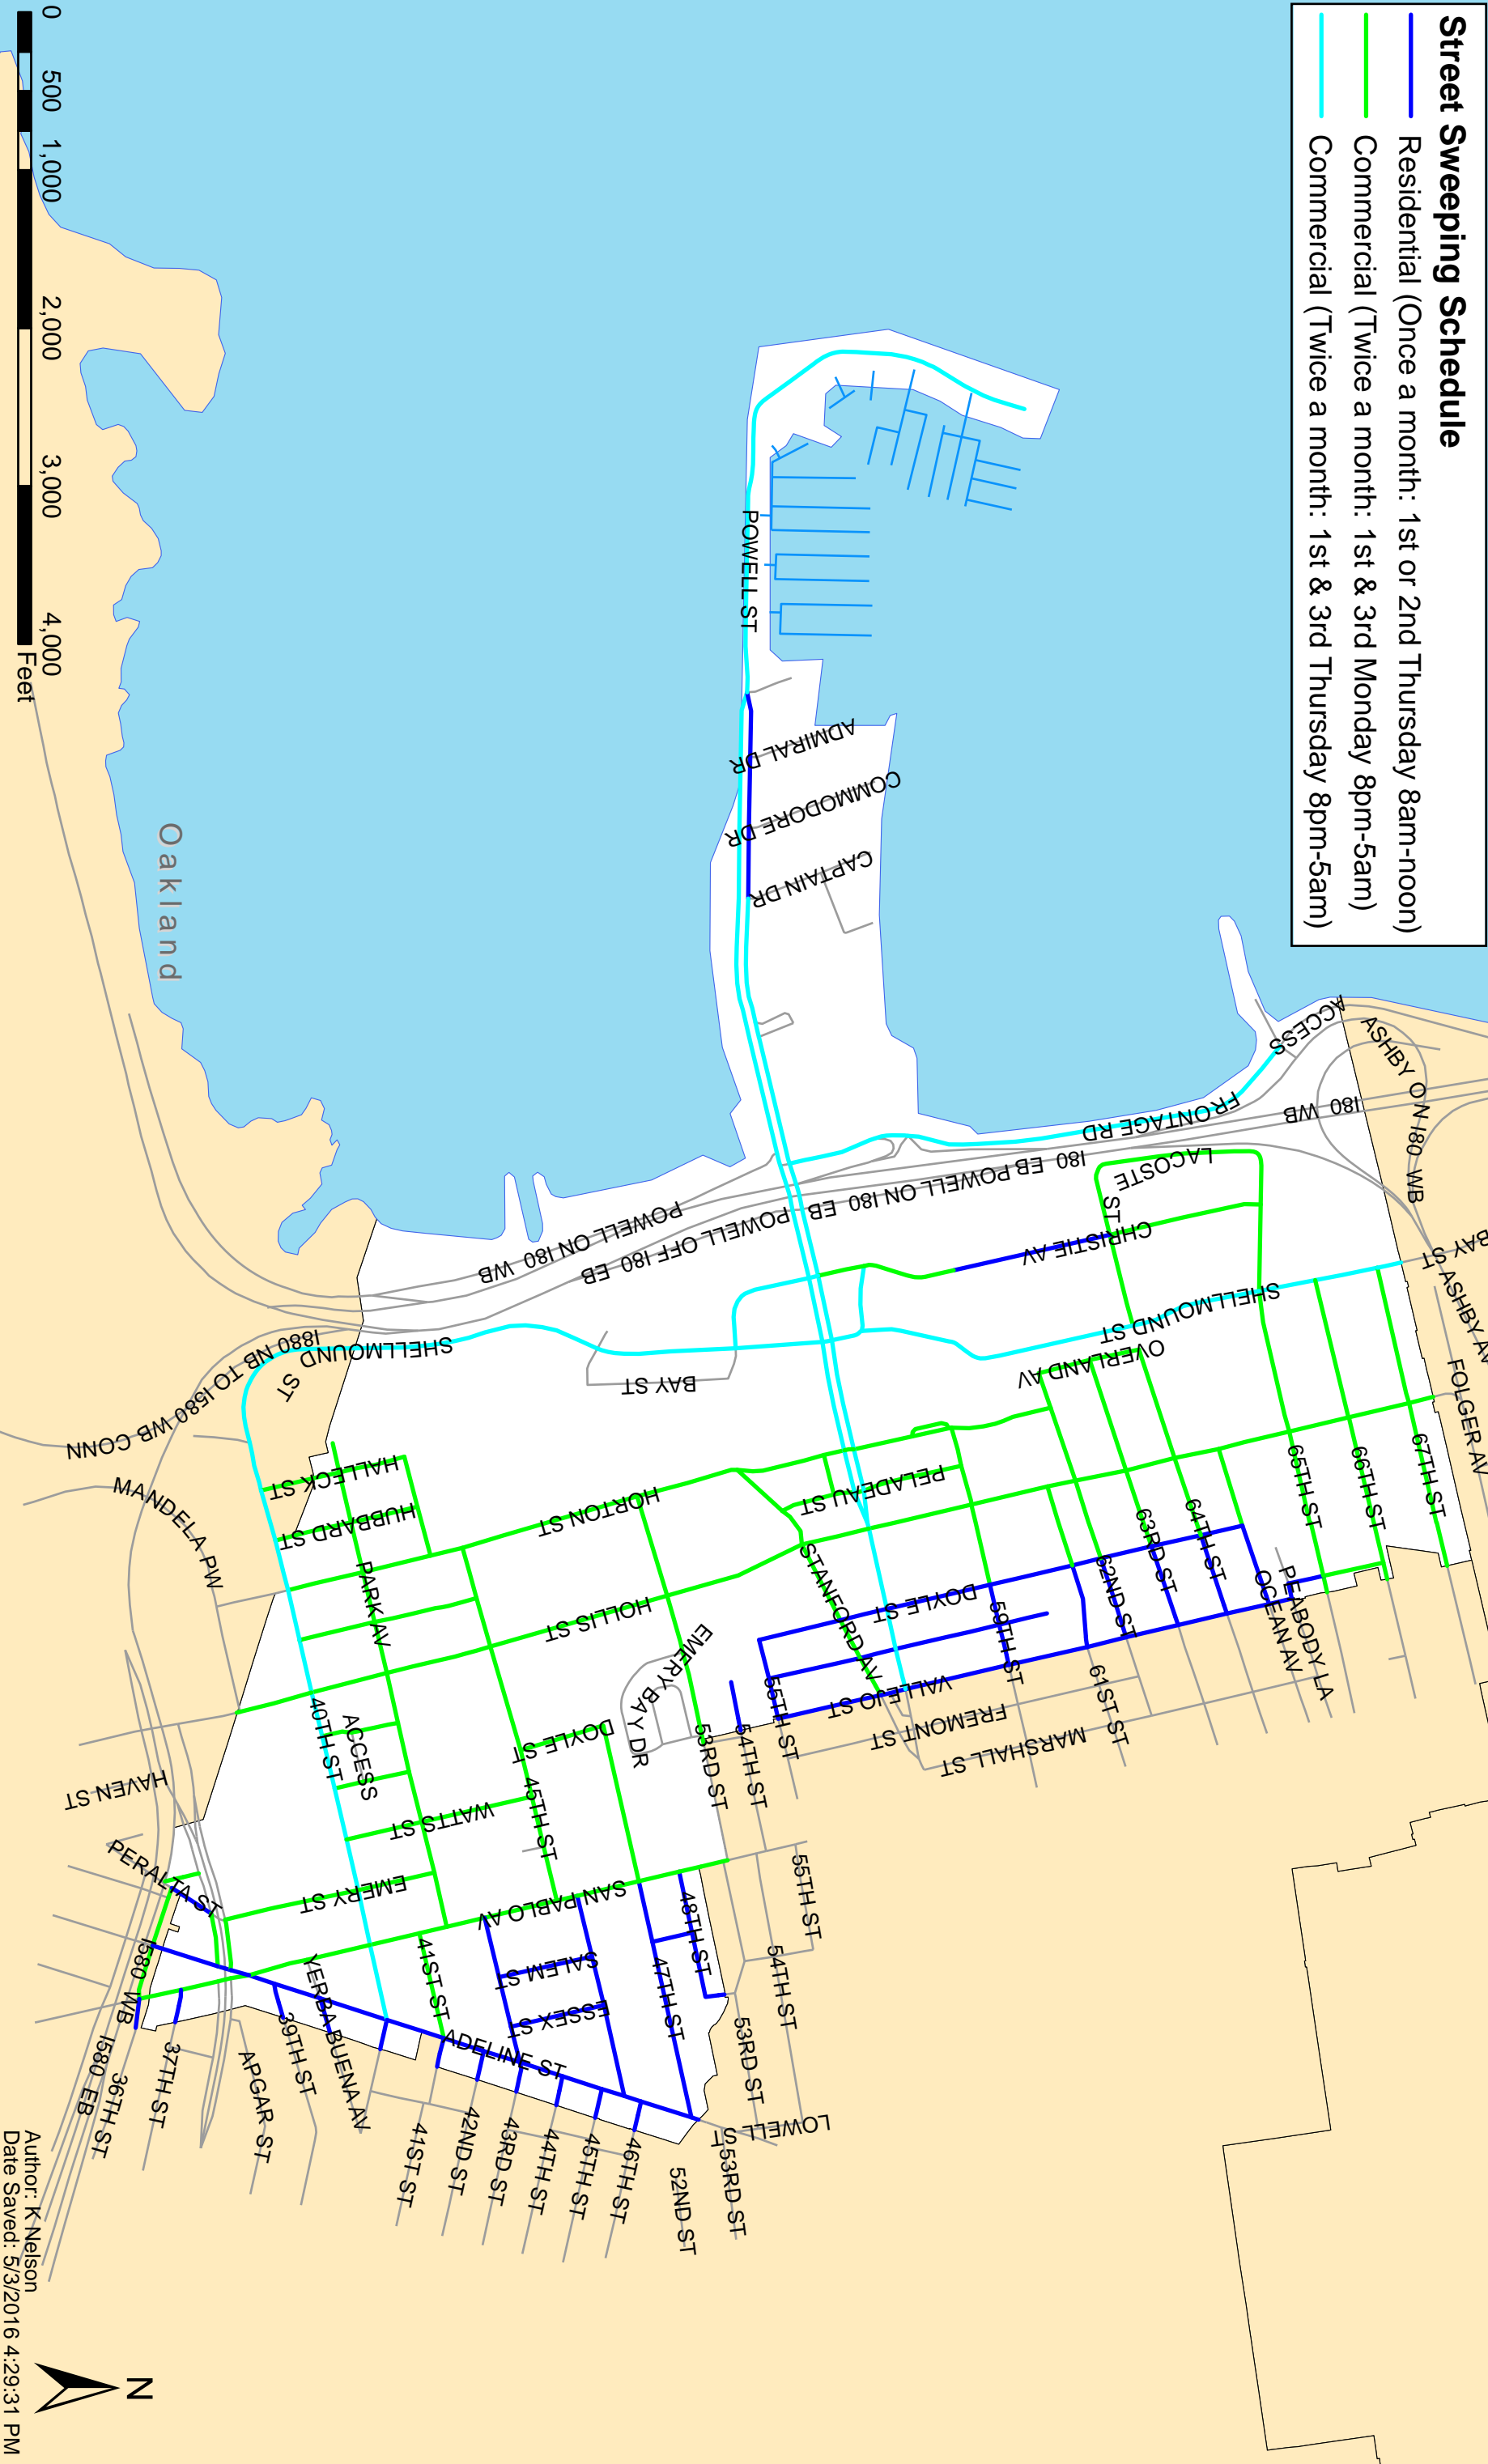 Street Sweeping Schedule
Residential (Once a month: 1st or 2nd Thursday 8am-noon)
Commercial (Twice a month: 1st & 3rd Monday 8pm-5am)
Commercial (Twice a month: 1st & 3rd Thursday 8pm-5am)
ACCESS
ASHBY ON I80 WB
I80 WB
FRONTAGE RD
LACOSTE
ST
I80 EB POWELL ON I80 EB
POWELL OFF I80 EB
POWELL ON I80 WB
CHRISTIE AV
BAY ST
ASHBY AV
FOLGER AV
SHELLMOUND ST
OVERLAND AV
67TH ST
66TH ST
65TH ST
64TH ST
63RD ST
62ND ST
OCEAN AV
PEABODY LA
61ST ST
59TH ST
POWELL ST
ADMIRAL DR
COMMODORE DR
CAPTAIN DR
PELADEAU ST
STANFORD AV
DOYLE ST
VALLEJO ST
FREMONT ST
MARSHALL ST
55TH ST
54TH ST
53RD ST
EMERY BAY DR
BAY ST
SHELLMOUND
ST
I880 NB TO I580 WB CONN
MANDELA PW
HALLECK ST
HUBBARD ST
HORTON ST
HOLLIS ST
PARK AV
40TH ST
ACCESS
DOYLE ST
45TH ST
WATTS ST
EMERY ST
SAN PABLO AV
HAVEN ST
PERALTA ST
55TH ST
54TH ST
53RD ST
48TH ST
47TH ST
SALEM ST
ESSEX ST
41ST ST
ADELINE ST
YERBA BUENA AV
39TH ST
APGAR ST
37TH ST
36TH ST
I580 WB
I580 EB
41ST ST
42ND ST
43RD ST
44TH ST
45TH ST
46TH ST
52ND ST
53RD ST
LOWELL ST
Oakland
0 500 1,000 2,000 3,000 4,000
Feet
N
Author: K Nelson
Date Saved: 5/3/2016 4:29:31 PM